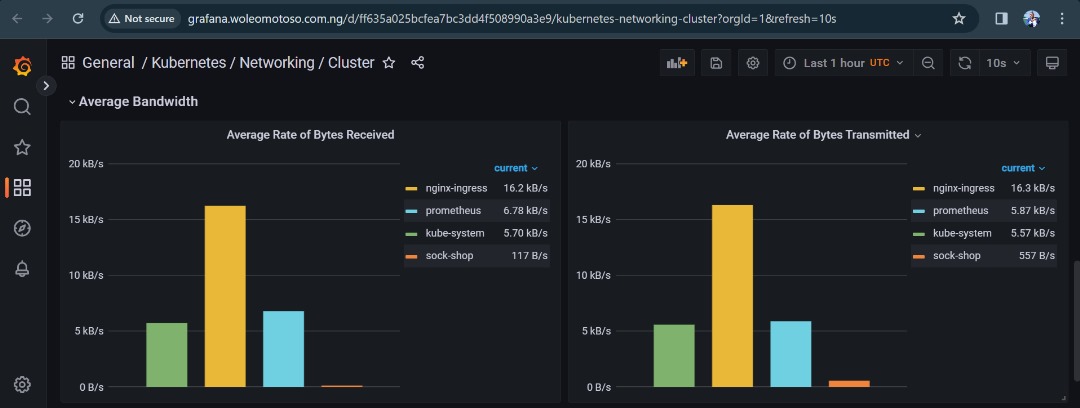 Not secure grafana.woleomotoso.com.ng/d/ff635a025bcfea7bc3dd4f508990a3e9/kubernetes-networking-cluster?orgId=1&refresh=10s
General / Kubernetes / Networking / Cluster
Last 1 hour UTC
10s
Average Bandwidth
Average Rate of Bytes Received
20 kB/s
15 kB/s
10 kB/s
5 kB/s
0 B/s
current
nginx-ingress 16.2 kB/s
prometheus 6.78 kB/s
kube-system 5.70 kB/s
sock-shop 117 B/s
Average Rate of Bytes Transmitted
20 kB/s
15 kB/s
10 kB/s
5 kB/s
0 B/s
current
nginx-ingress 16.3 kB/s
prometheus 5.87 kB/s
kube-system 5.57 kB/s
sock-shop 557 B/s